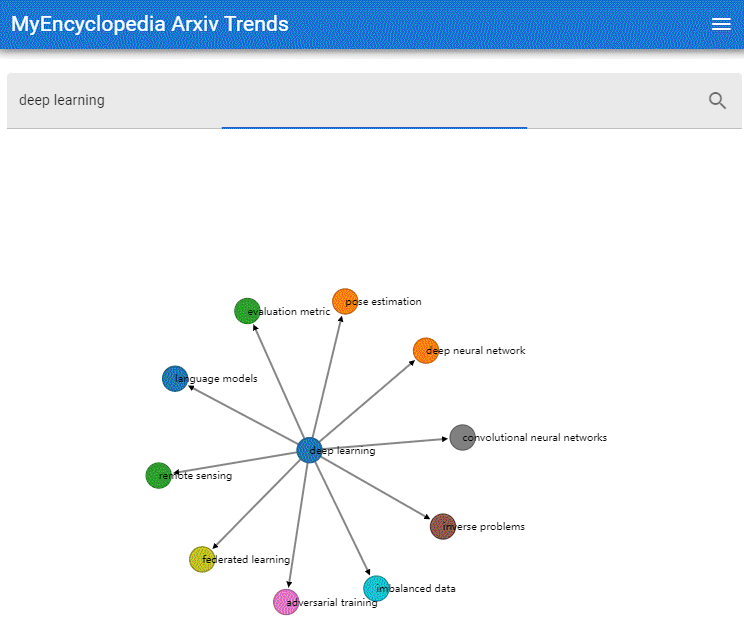 MyEncyclopedia Arxiv Trends
deep learning
pose estimation
evaluation metric
deep neural network
language models
convolutional neural networks
deep learning
remote sensing
inverse problems
federated learning
imbalanced data
adversarial training